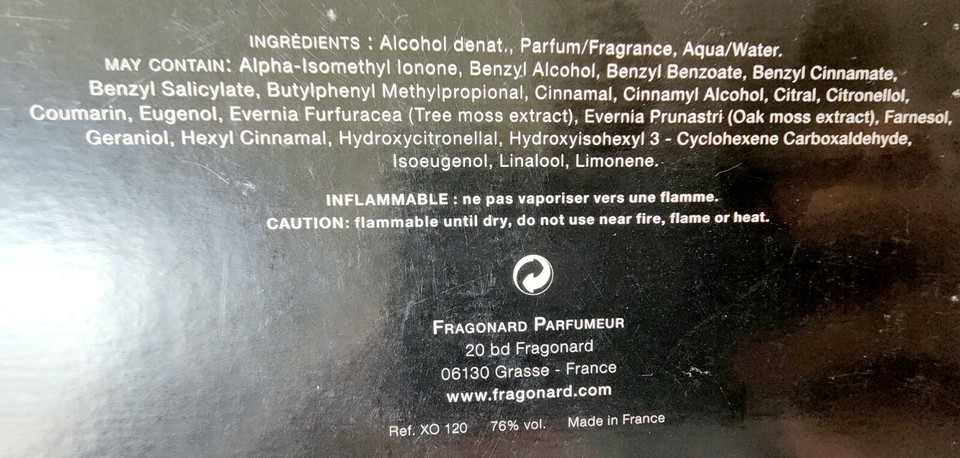 INGRÉDIENTS : Alcohol denat., Parfum/Fragrance, Aqua/Water.
MAY CONTAIN: Alpha-Isomethyl Ionone, Benzyl Alcohol, Benzyl Benzoate, Benzyl Cinnamate,
Benzyl Salicylate, Butylphenyl Methylpropional, Cinnamal, Cinnamyl Alcohol, Citral, Citronellol,
Coumarin, Eugenol, Evernia Furfuracea (Tree moss extract), Evernia Prunastri (Oak moss extract), Farnesol,
Geraniol, Hexyl Cinnamal, Hydroxycitronellal, Hydroxyisohexyl 3 - Cyclohexene Carboxaldehyde,
Isoeugenol, Linalool, Limonene.
INFLAMMABLE : ne pas vaporiser vers une flamme.
CAUTION: flammable until dry, do not use near fire, flame or heat.
FRAGONARD PARFUMEUR
20 bd Fragonard
06130 Grasse - France
www.fragonard.com
Ref. XO 120 76% vol. Made in France